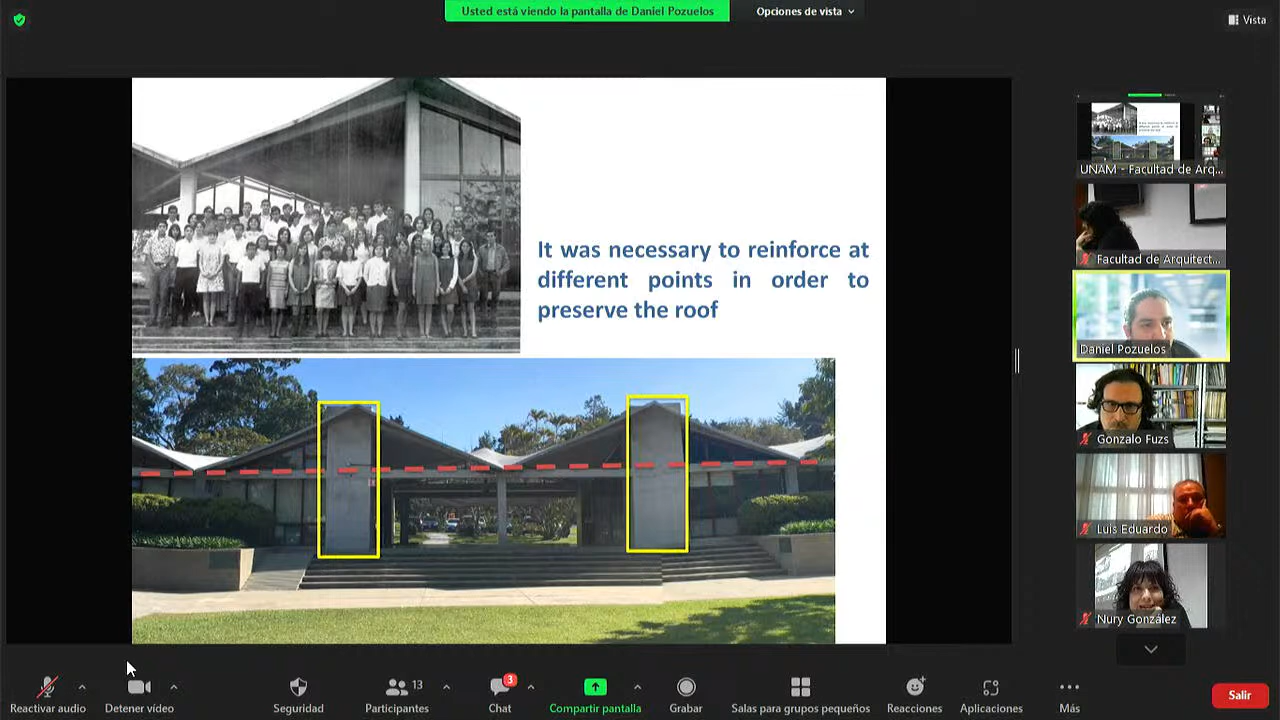 Usted está viendo la pantalla de Daniel Pozuelos
Opciones de vista
Vista
It was necessary to reinforce at
different points in order to
preserve the roof
UNAM - Facultad de Arq...
Facultad de Arquitect...
Daniel Pozuelos
Gonzalo Fuzs
Luis Eduardo
Nury González
Reactivar audio
Detener vídeo
Seguridad
13
Participantes
3
Chat
Compartir pantalla
Grabar
Salas para grupos pequeños
Reacciones
Aplicaciones
Más
Salir